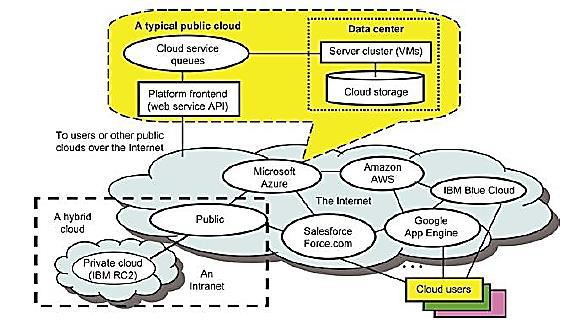 A typical public cloud
Cloud service
queues
Data center
Server cluster (VMs)
Cloud storage
Platform frontend
(web service API)
To users or other public
clouds over the Internet
Microsoft
Azure
Amazon
AWS
IBM Blue Cloud
The Internet
A hybrid
cloud
Public
Salesforce
Force.com
Google
App Engine
Private cloud
(IBM RC2)
An
Intranet
...
Cloud users